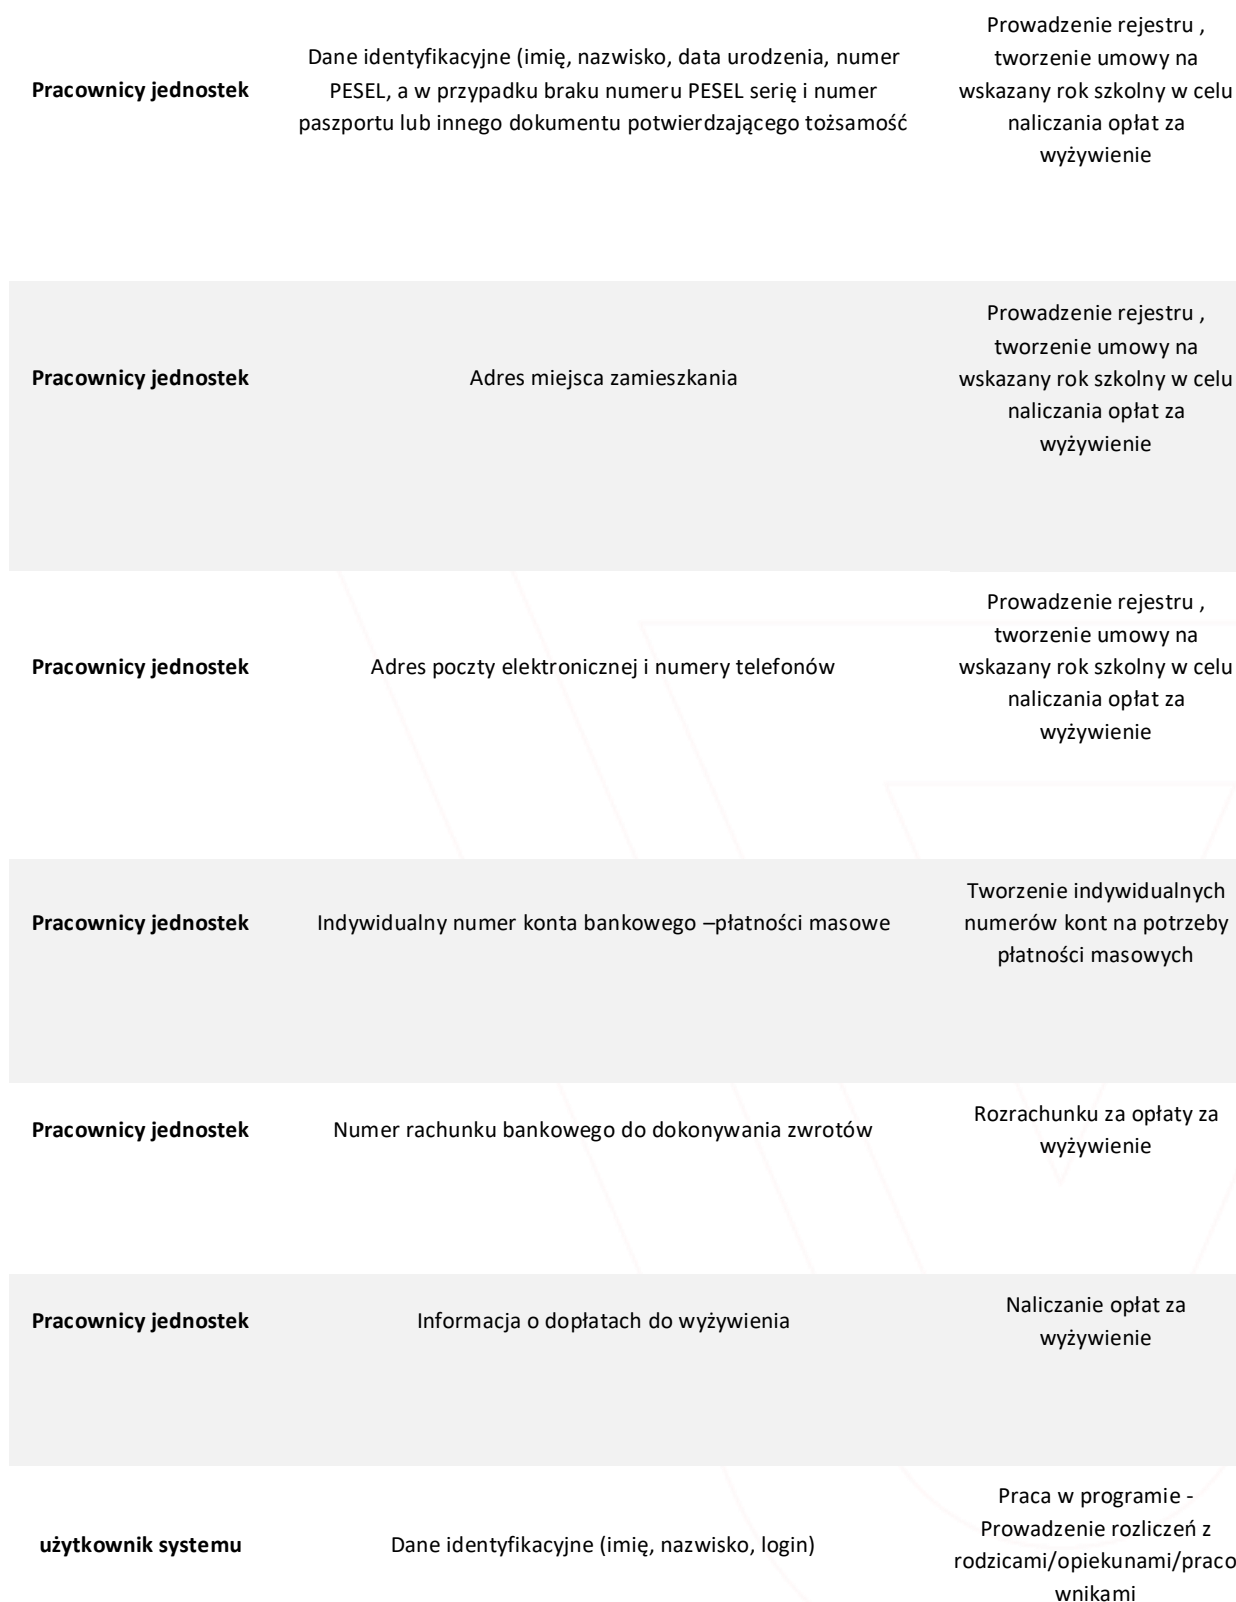 Pracownicy jednostek
Dane identyfikacyjne (imię, nazwisko, data urodzenia, numer
PESEL, a w przypadku braku numeru PESEL serię i numer
paszportu lub innego dokumentu potwierdzającego tożsamość
Prowadzenie rejestru ,
tworzenie umowy na
wskazany rok szkolny w celu
naliczania opłat za
wyżywienie
Pracownicy jednostek
Adres miejsca zamieszkania
Prowadzenie rejestru ,
tworzenie umowy na
wskazany rok szkolny w celu
naliczania opłat za
wyżywienie
Pracownicy jednostek
Adres poczty elektronicznej i numery telefonów
Prowadzenie rejestru ,
tworzenie umowy na
wskazany rok szkolny w celu
naliczania opłat za
wyżywienie
Pracownicy jednostek
Indywidualny numer konta bankowego –płatności masowe
Tworzenie indywidualnych
numerów kont na potrzeby
płatności masowych
Pracownicy jednostek
Numer rachunku bankowego do dokonywania zwrotów
Rozrachunku za opłaty za
wyżywienie
Pracownicy jednostek
Informacja o dopłatach do wyżywienia
Naliczanie opłat za
wyżywienie
użytkownik systemu
Dane identyfikacyjne (imię, nazwisko, login)
Praca w programie -
Prowadzenie rozliczeń z
rodzicami/opiekunami/praco
wnikami